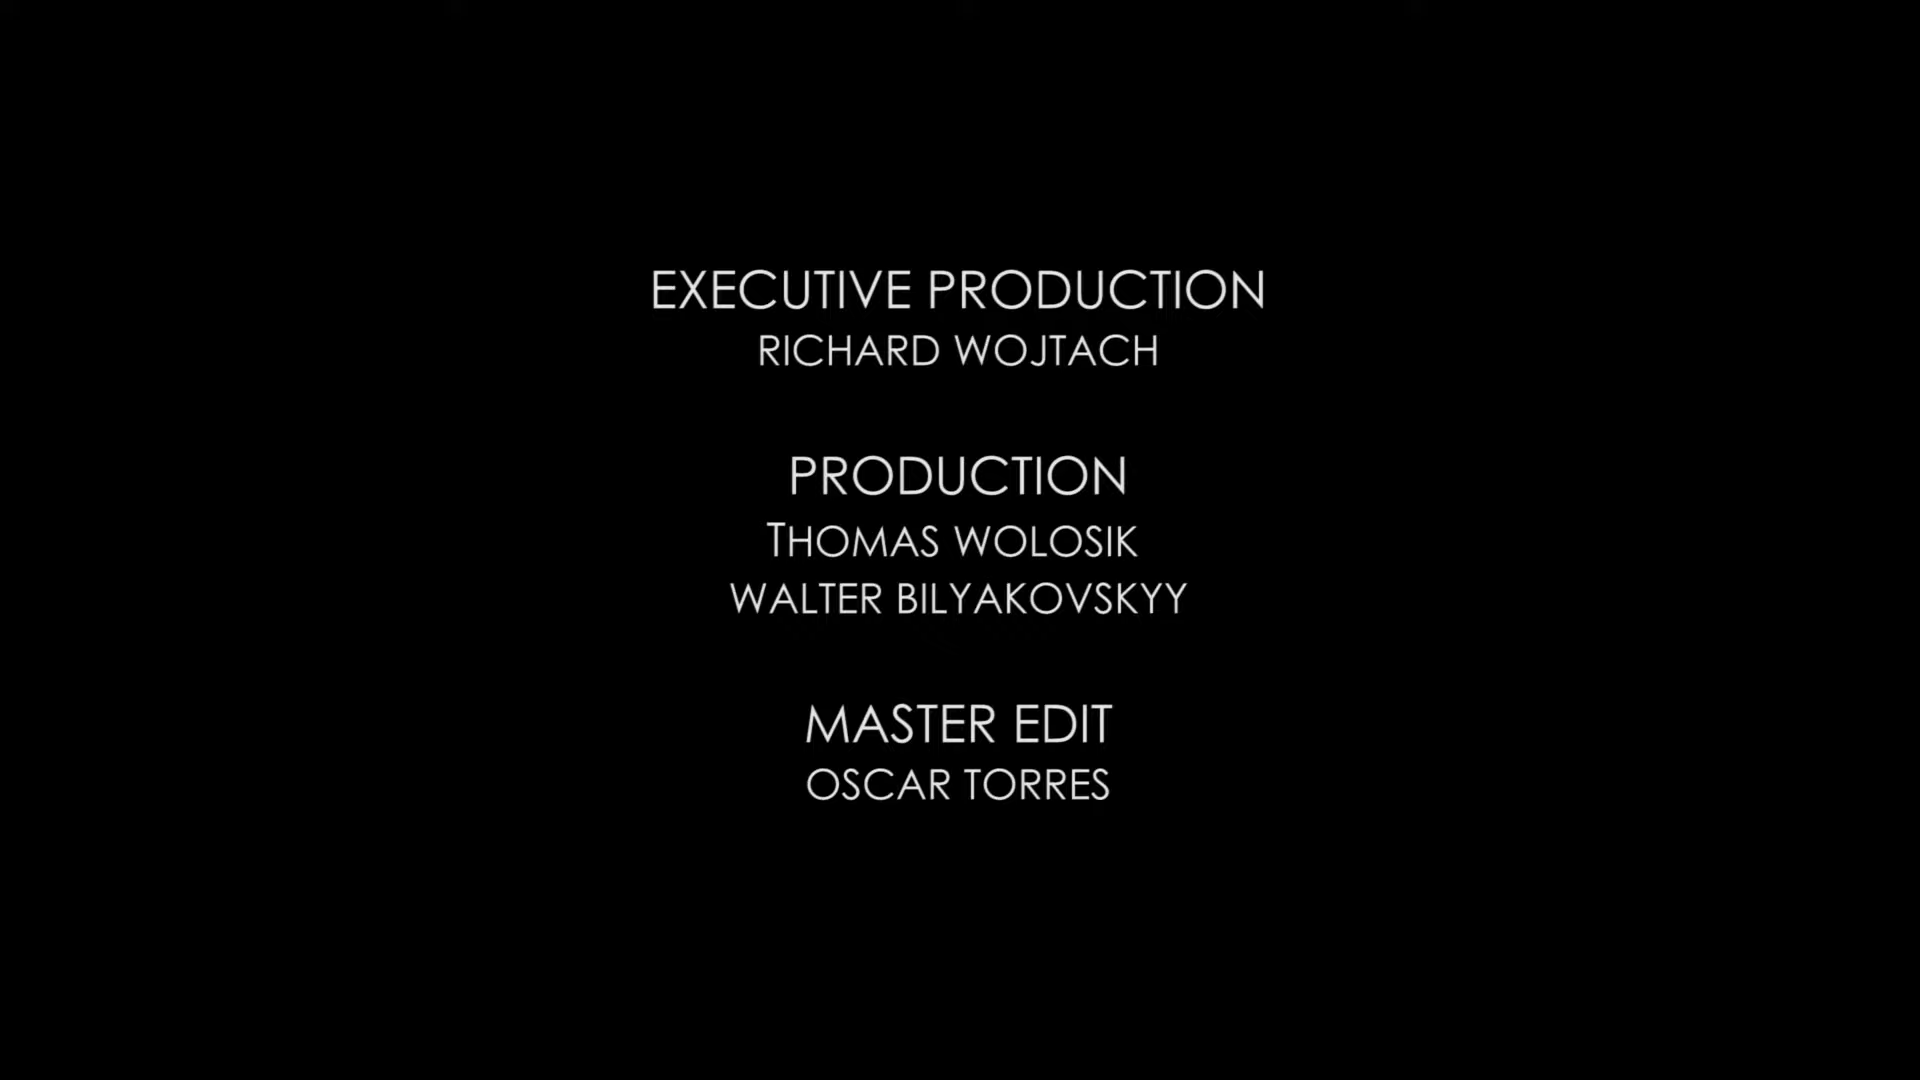 EXECUTIVE PRODUCTION
RICHARD WOJTACH
PRODUCTION
THOMAS WOLOSIK
WALTER BILYAKOVSKYY
MASTER EDIT
OSCAR TORRES